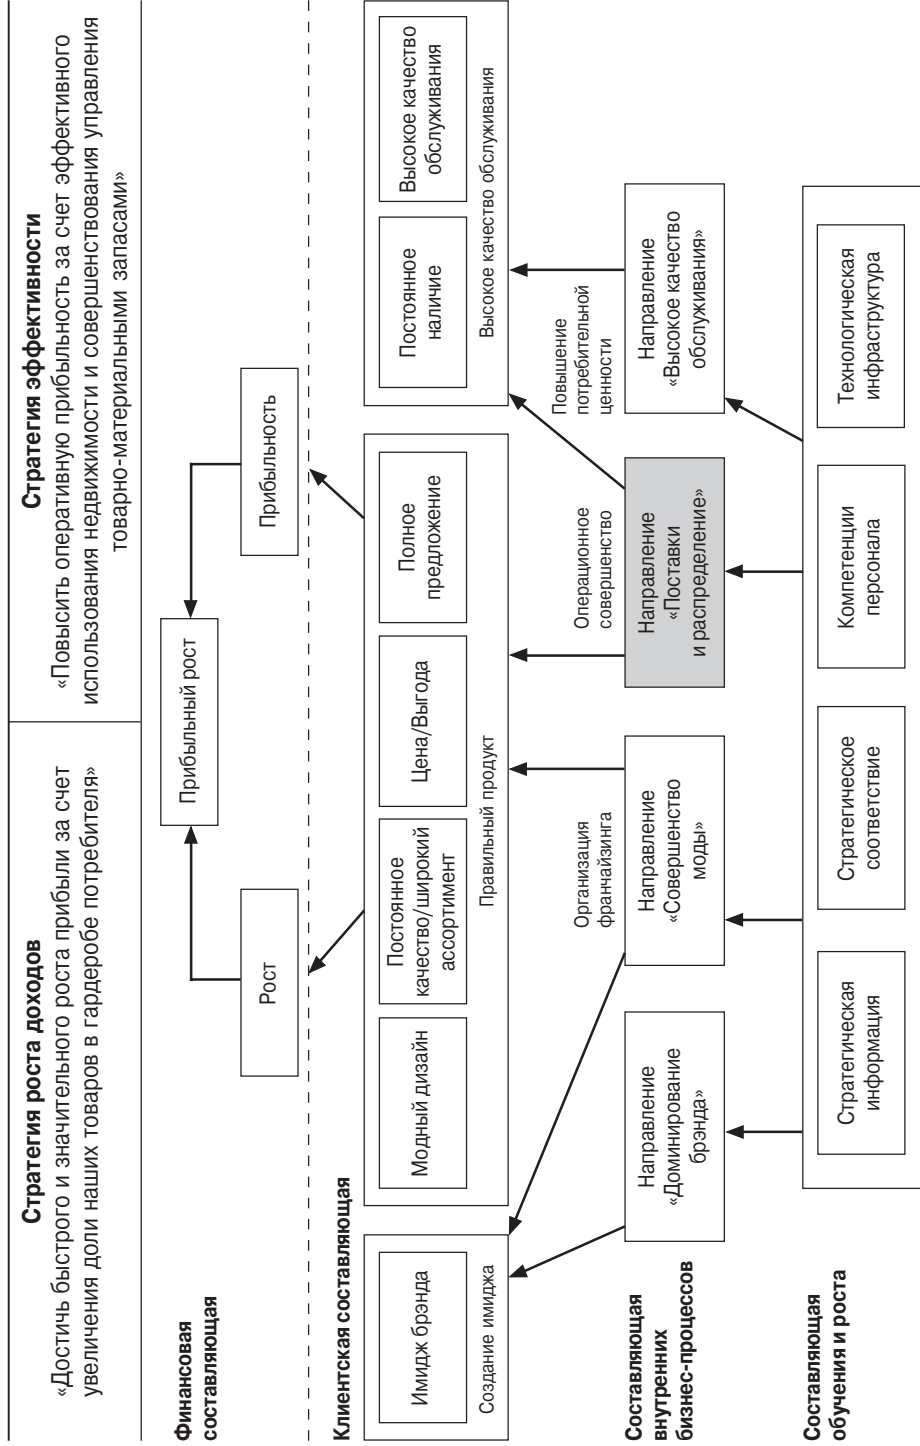 Стратегия роста доходов
«Достичь быстрого и значительного роста прибыли за счет
увеличения доли наших товаров в гардеробе потребителя»
Стратегия эффективности
«Повысить оперативную прибыльность за счет эффективного
использования недвижимости и совершенствования управления
товарно-материальными запасами»
Финансовая
составляющая
Прибыльный рост
Рост
Прибыльность
Клиентская составляющая
Имидж брэнда
Создание имиджа
Модный дизайн
Постоянное
качество/широкий
ассортимент
Цена/Выгода
Полное
предложение
Правильный продукт
Постоянное
наличие
Высокое качество
обслуживания
Высокое качество обслуживания
Составляющая
внутренних
бизнес-процессов
Организация
франчайзинга
Операционное
совершенство
Повышение
потребительной
ценности
Направление
«Доминирование
брэнда»
Направление
«Совершенство
моды»
Направление
«Поставки
и распределение»
Направление
«Высокое качество
обслуживания»
Составляющая
обучения и роста
Стратегическая
информация
Стратегическое
соответствие
Компетенции
персонала
Технологическая
инфраструктура